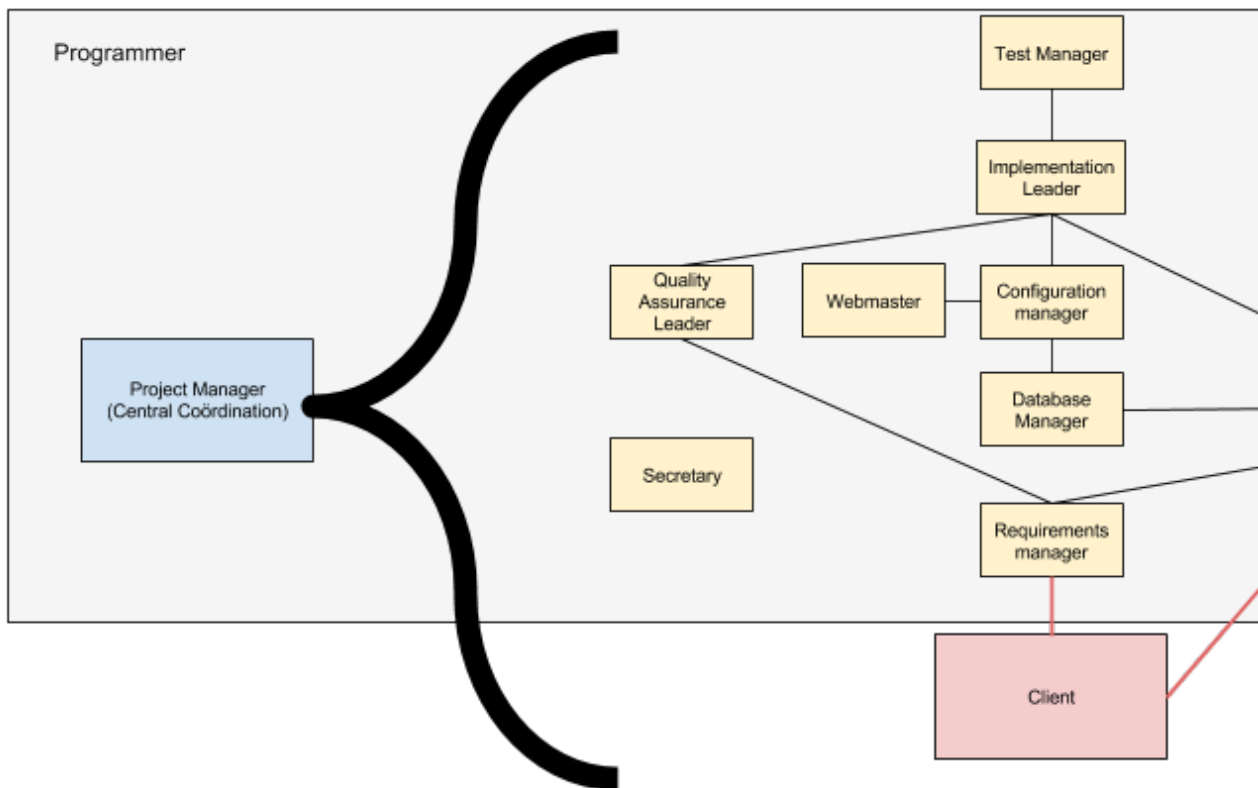 Programmer
Test Manager
Implementation
Leader
Quality
Assurance
Leader
Webmaster
Configuration
manager
Project Manager
(Central Coördination)
Database
Manager
Secretary
Requirements
manager
Client